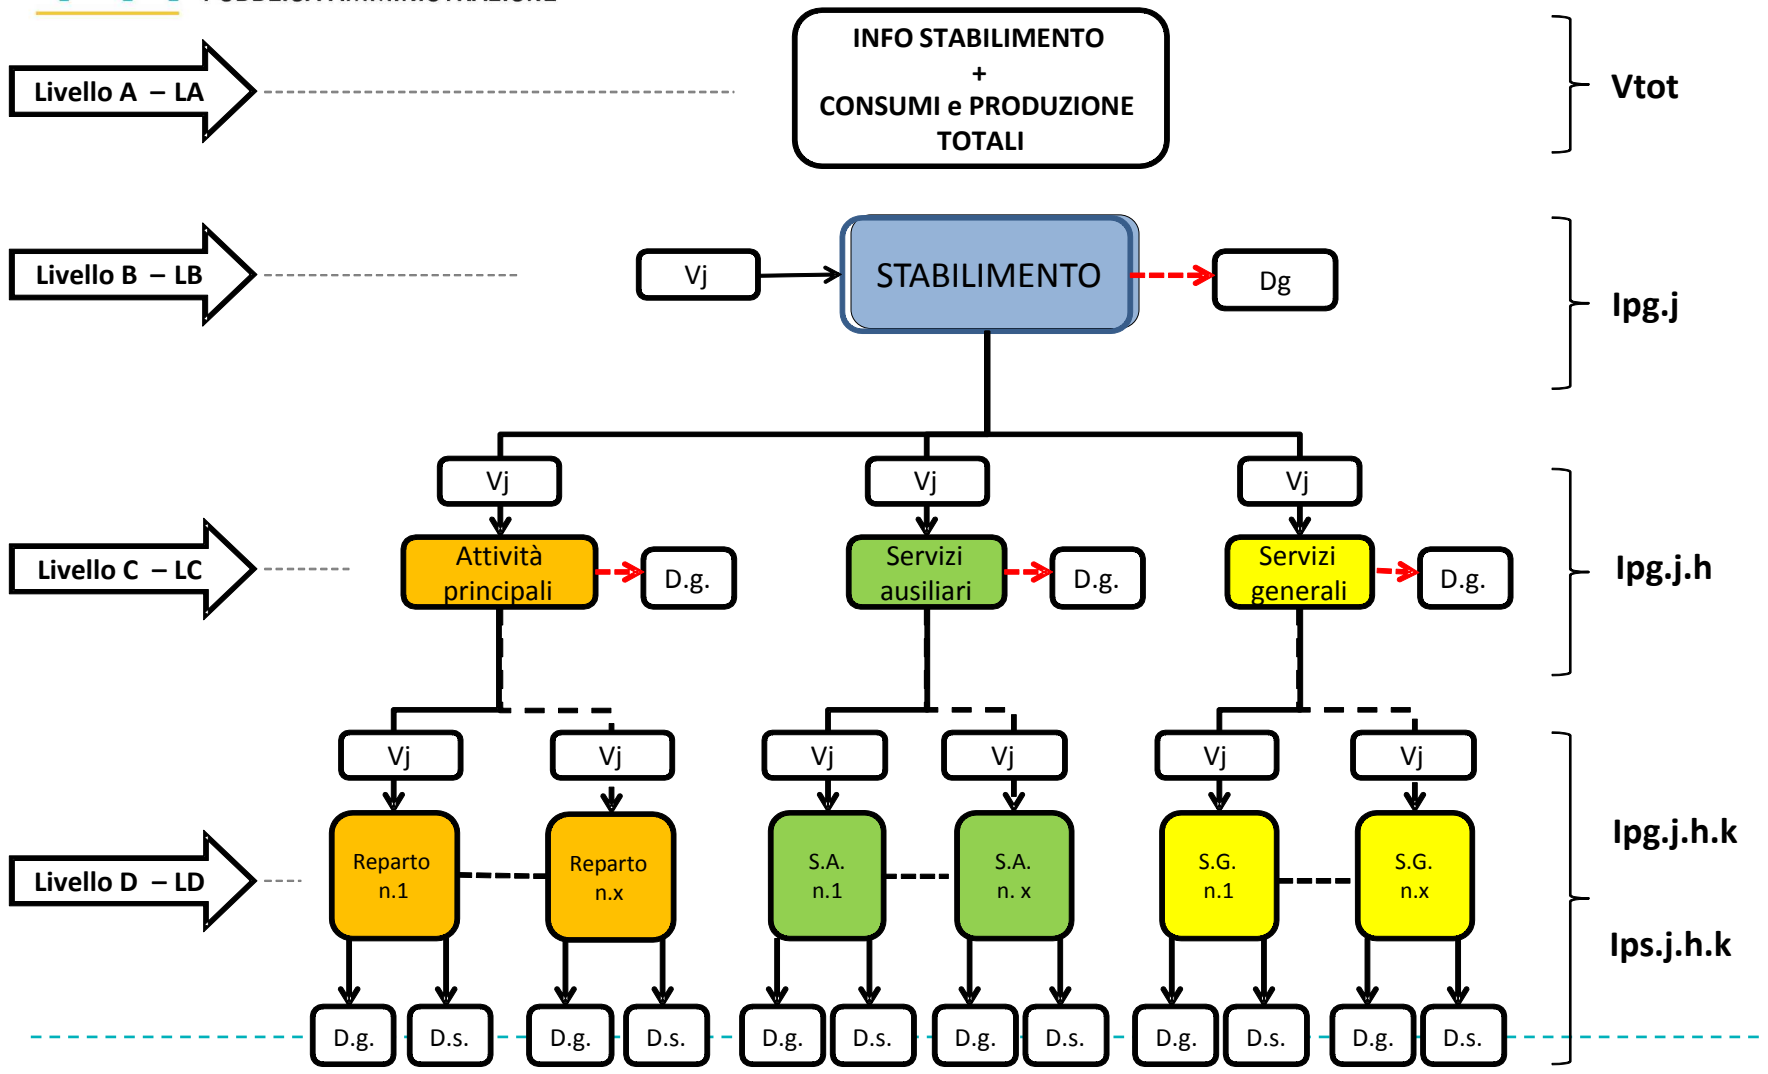 PUBBLICA AMMINISTRAZIONE
INFO STABILIMENTO
+
CONSUMI e PRODUZIONE
TOTALI
Livello A – LA
Vtot
Livello B – LB
Vj
STABILIMENTO
Dg
Ipg.j
Vj
Vj
Vj
Livello C – LC
Attività
principali
D.g.
Servizi
ausiliari
D.g.
Servizi
generali
D.g.
Ipg.j.h
Vj
Vj
Vj
Vj
Vj
Vj
Livello D – LD
Reparto
n.1
Reparto
n.x
S.A.
n.1
S.A.
n. x
S.G.
n.1
S.G.
n.x
Ipg.j.h.k
Ips.j.h.k
D.g.
D.s.
D.g.
D.s.
D.g.
D.s.
D.g.
D.s.
D.g.
D.s.
D.g.
D.s.